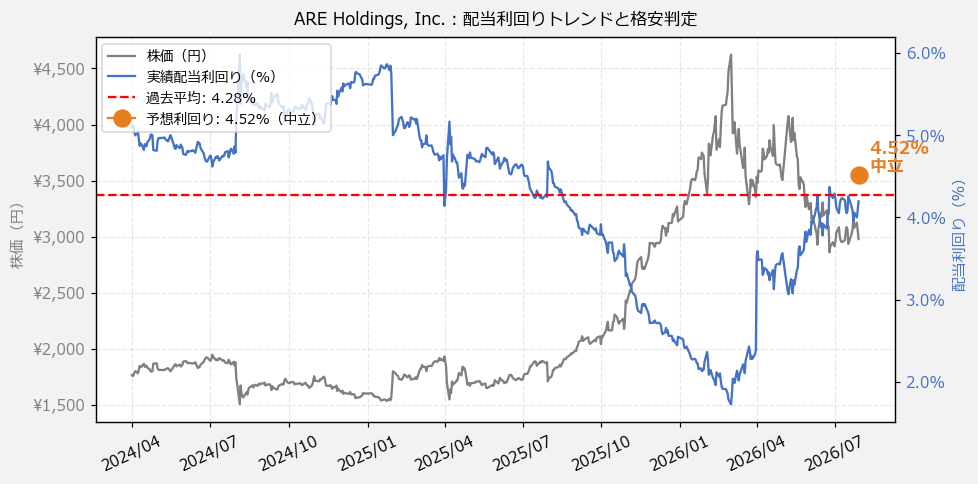 ARE Holdings, Inc. : 配当利回りトレンドと格安判定
株価（円）
実績配当利回り（%）
過去平均: 4.28%
予想利回り: 4.52%（中立）
¥4,500
¥4,000
¥3,500
¥3,000
¥2,500
¥2,000
¥1,500
株価（円）
6.0%
5.0%
4.0%
3.0%
2.0%
配当利回り（%）
4.52%
中立
2024/04
2024/07
2024/10
2025/01
2025/04
2025/07
2025/10
2026/01
2026/04
2026/07